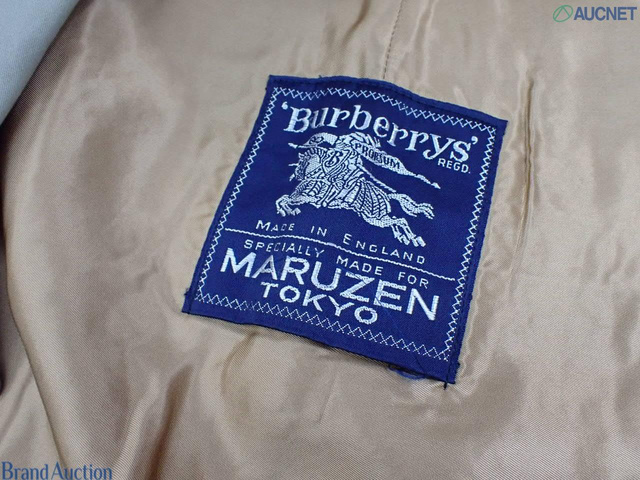 AUCNET
'Burberrys'
REGD.
PRORSUM
MADE IN ENGLAND
SPECIALLY MADE FOR
MARUZEN
TOKYO
Brand Auction